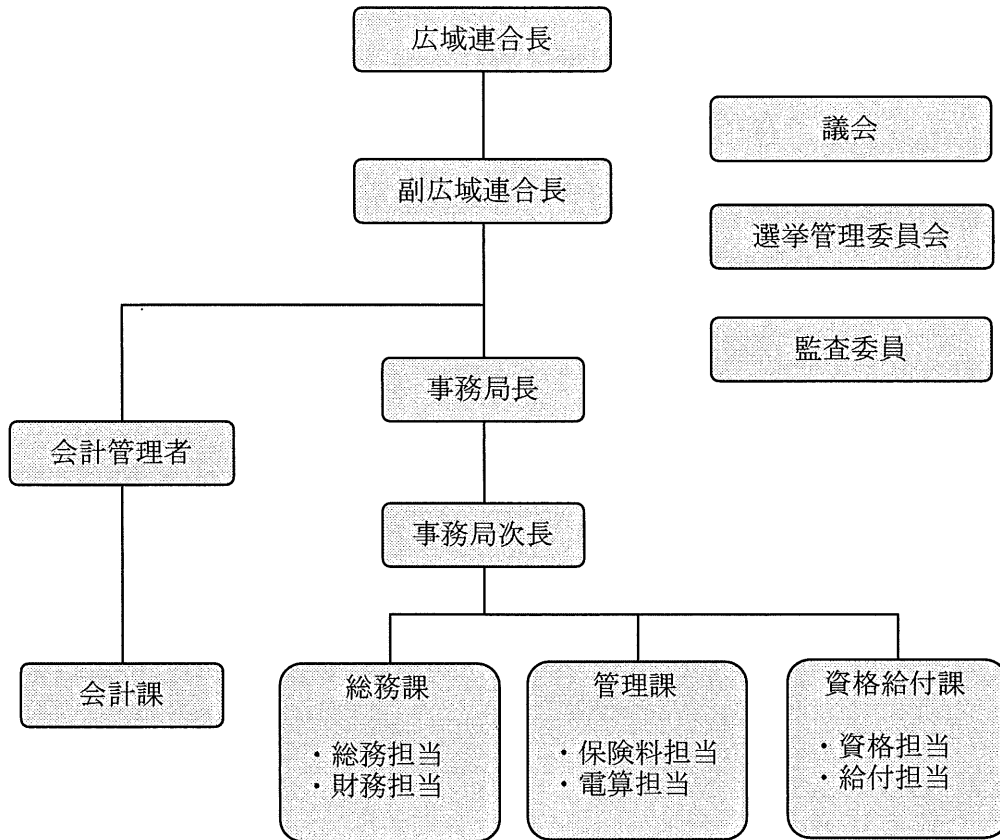 広域連合長
議会
副広域連合長
選挙管理委員会
監査委員
事務局長
会計管理者
事務局次長
会計課
総務課
・総務担当
・財務担当
管理課
・保険料担当
・電算担当
資格給付課
・資格担当
・給付担当